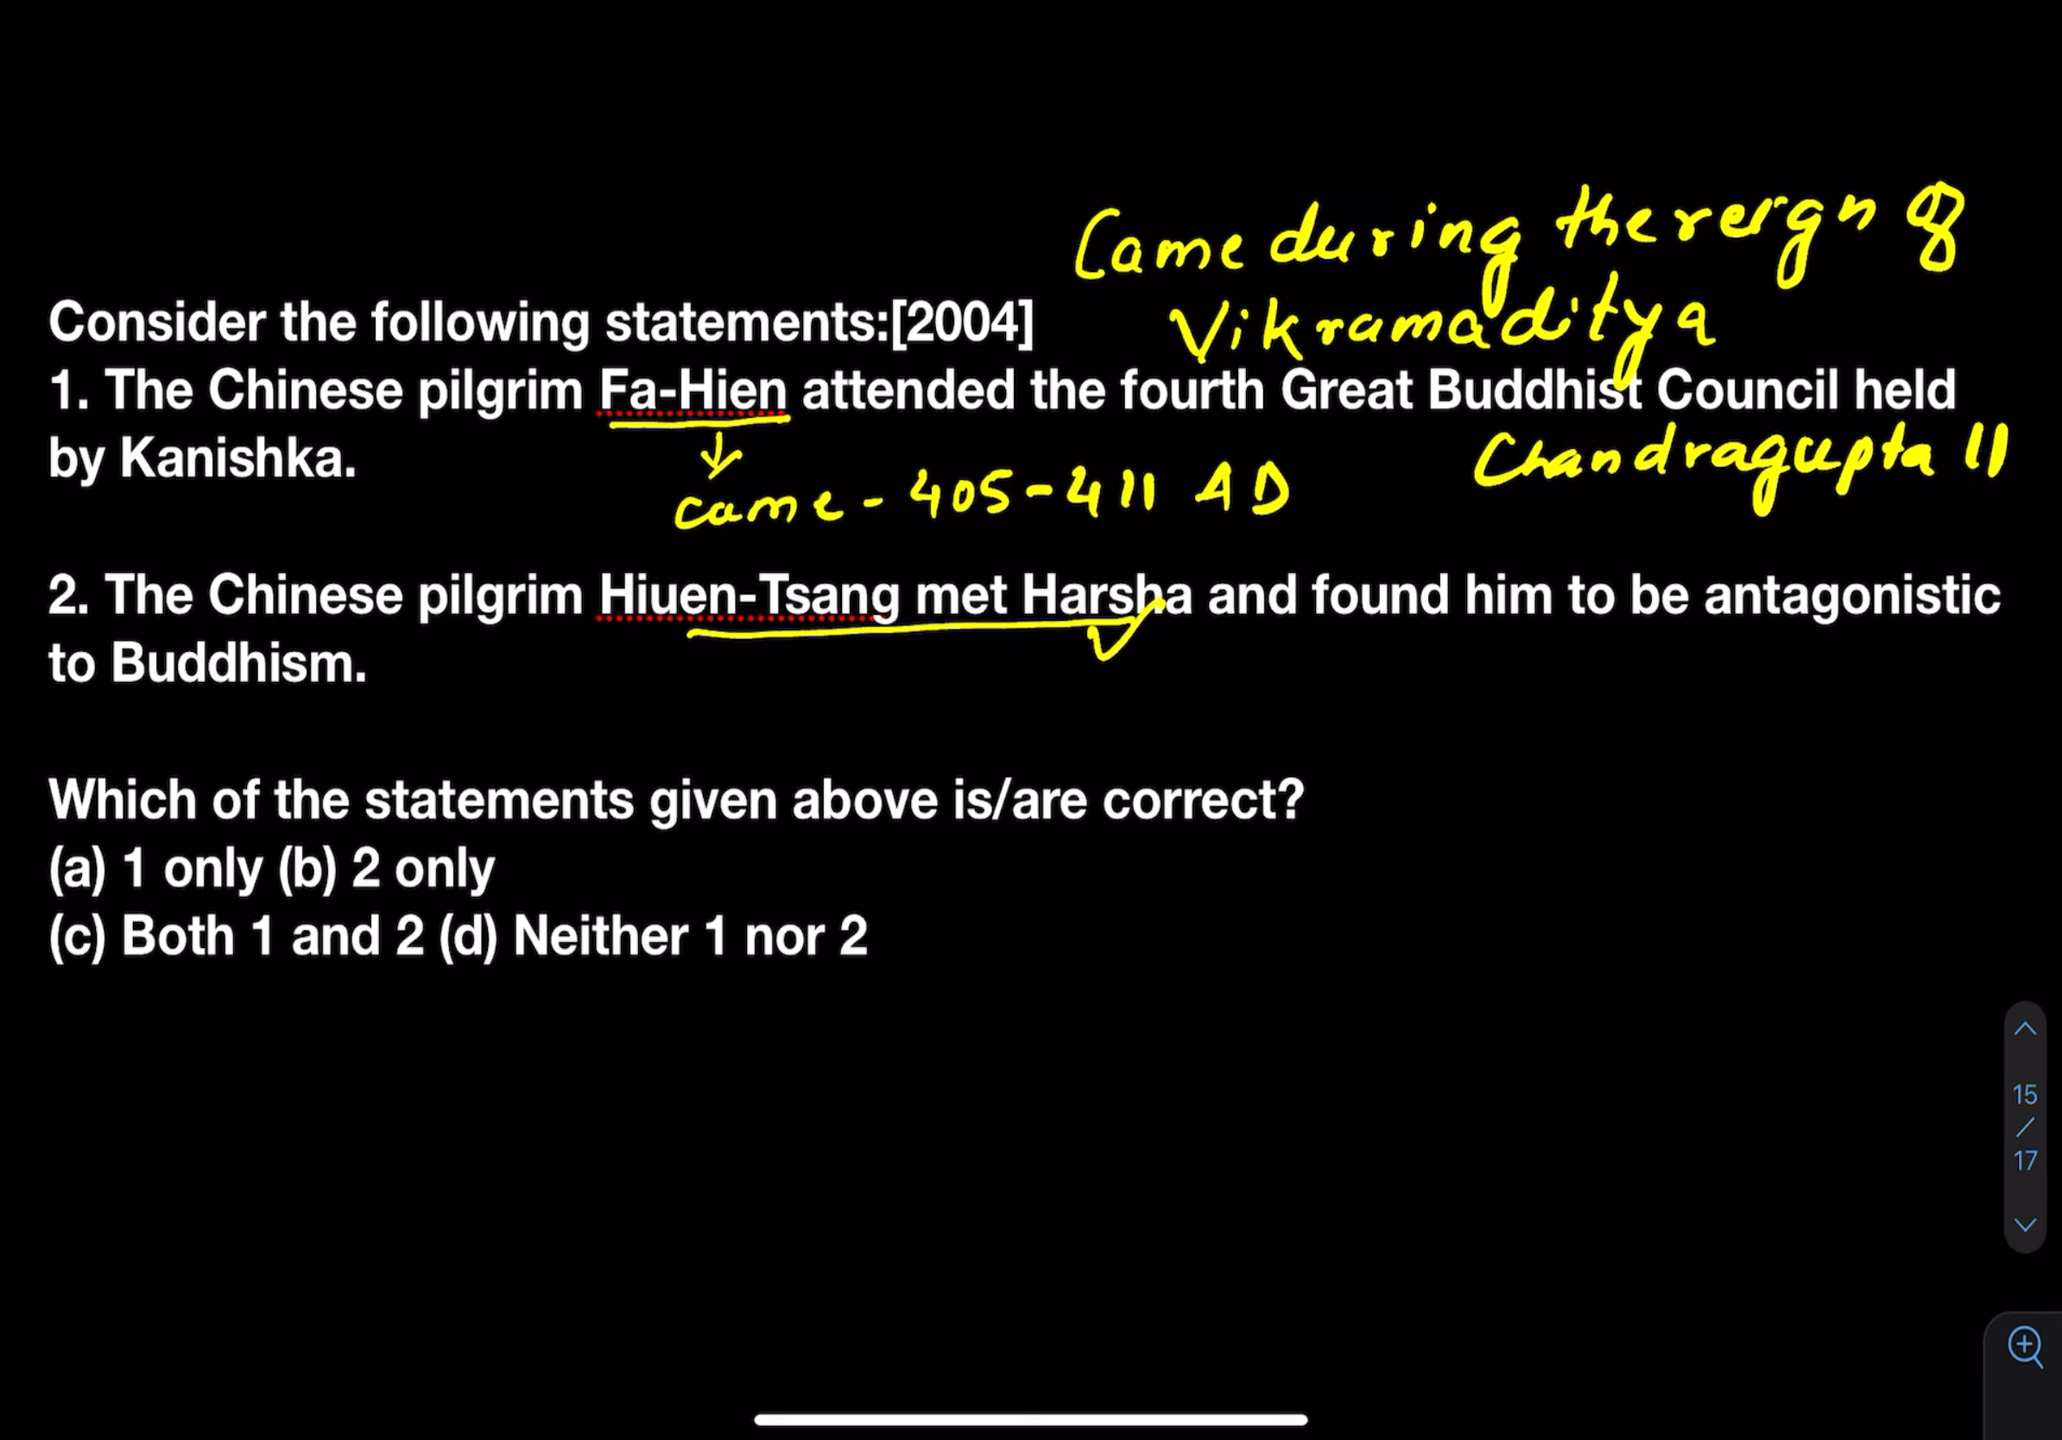 Came during the reign of
Vikramaditya
Consider the following statements:[2004]
1. The Chinese pilgrim Fa-Hien attended the fourth Great Buddhist Council held
by Kanishka.
Chandragupta II
came - 405-411 AD
2. The Chinese pilgrim Hiuen-Tsang met Harsha and found him to be antagonistic
to Buddhism.
Which of the statements given above is/are correct?
(a) 1 only (b) 2 only
(c) Both 1 and 2 (d) Neither 1 nor 2
15
/
17